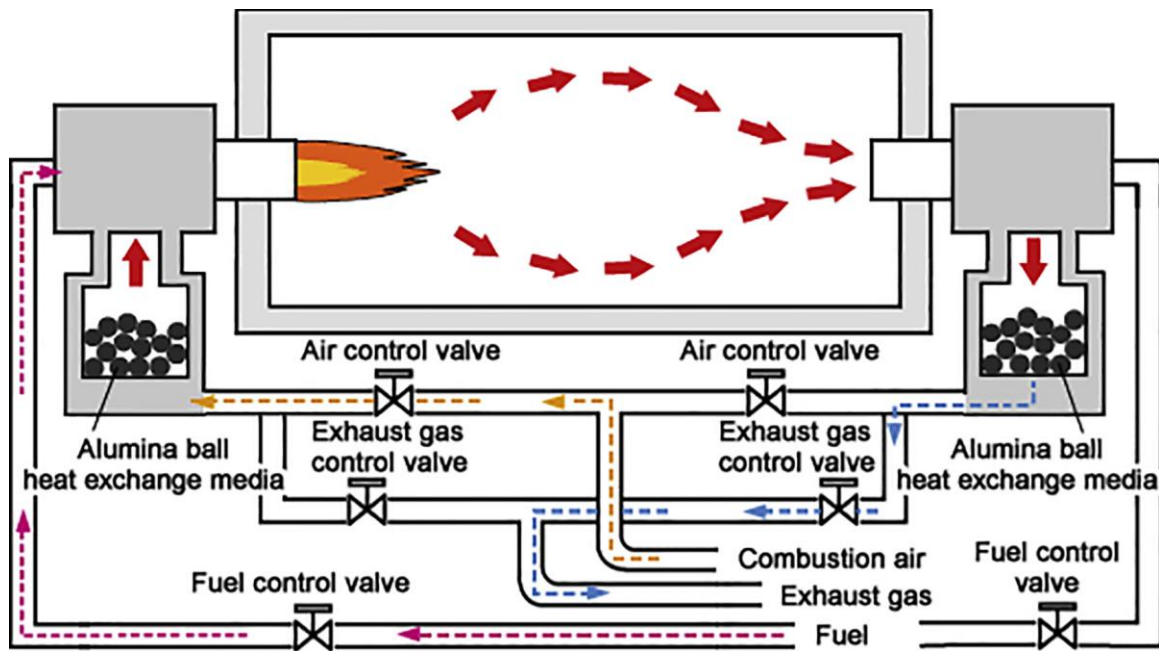 Air control valve
Air control valve
Alumina ball
heat exchange media
Exhaust gas
control valve
Exhaust gas
control valve
Alumina ball
heat exchange media
Fuel control valve
Combustion air
Exhaust gas
Fuel
Fuel control
valve